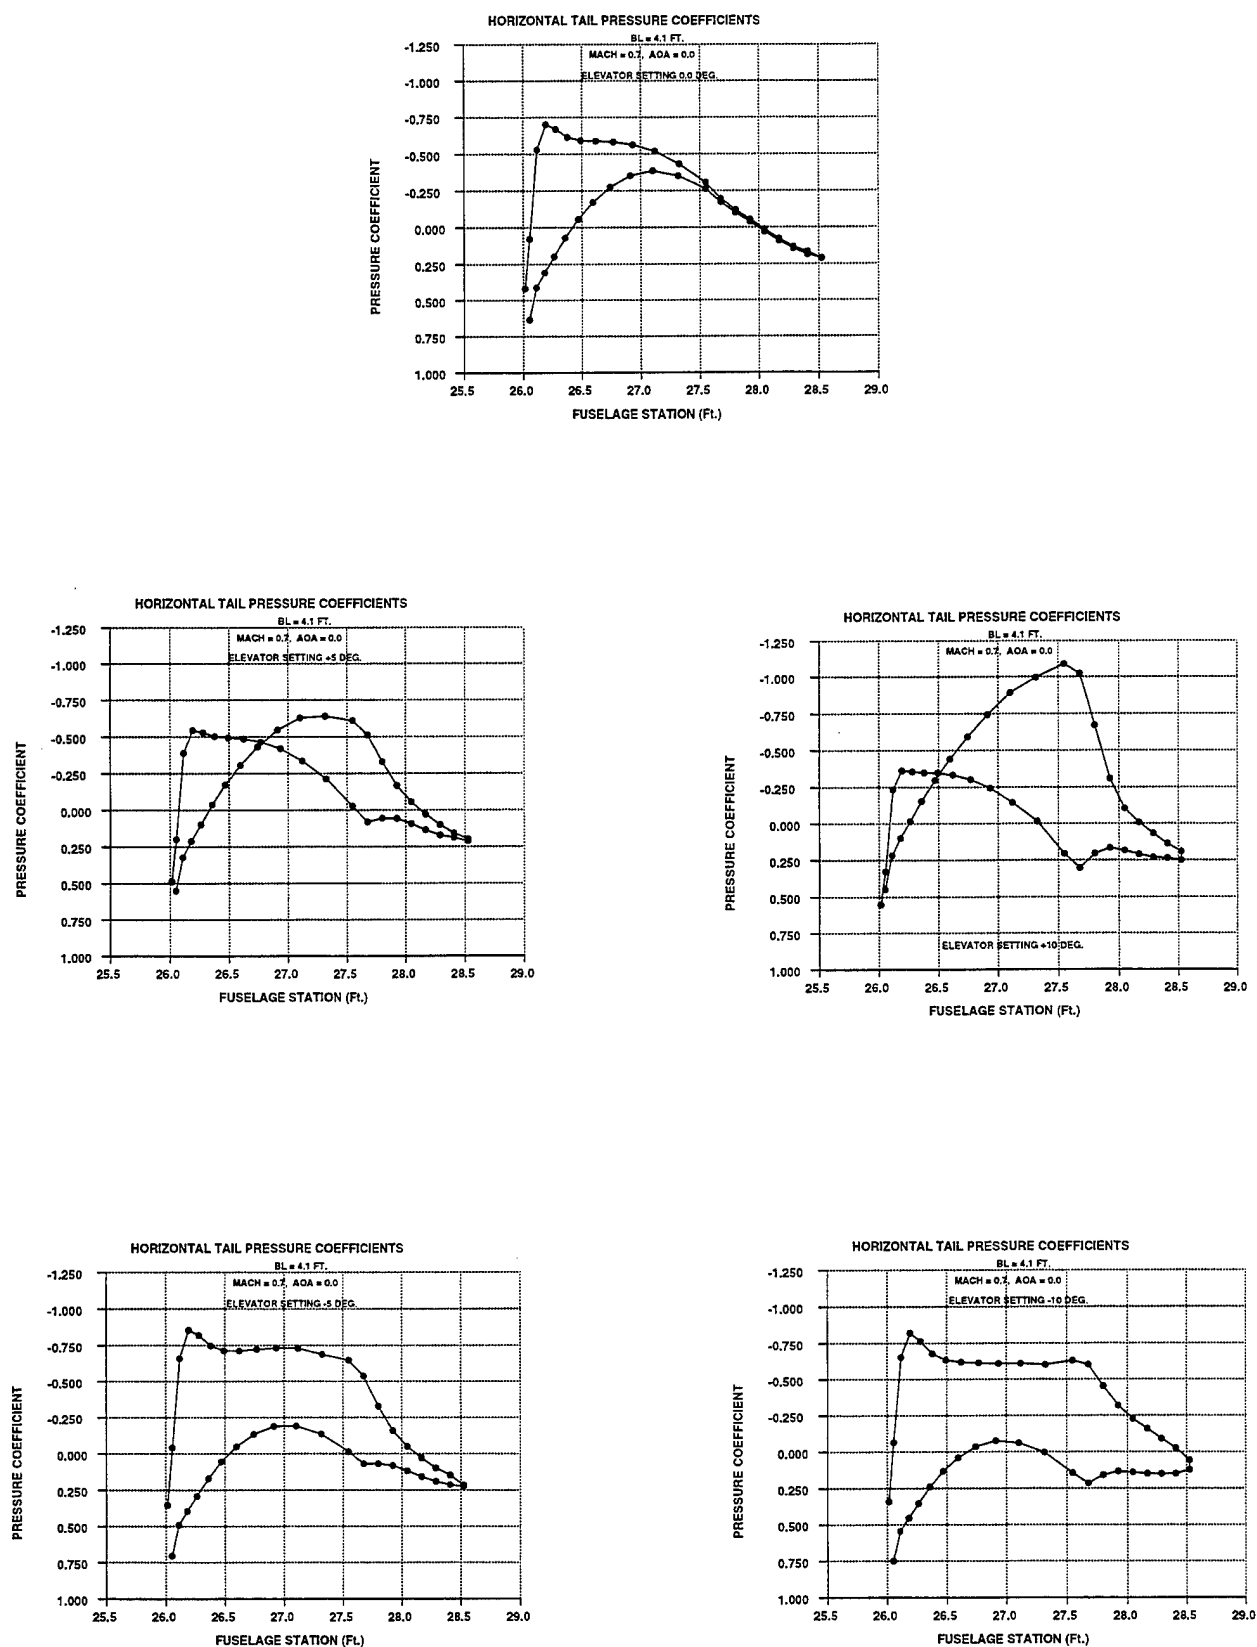 HORIZONTAL TAIL PRESSURE COEFFICIENTS
BL = 4.1 FT.
MACH = 0.7, AOA = 0.0
ELEVATOR SETTING 0.0 DEG.
-1.250
-1.000
-0.750
-0.500
-0.250
0.000
0.250
0.500
0.750
1.000
PRESSURE COEFFICIENT
25.5 26.0 26.5 27.0 27.5 28.0 28.5 29.0
FUSELAGE STATION (Ft.)
HORIZONTAL TAIL PRESSURE COEFFICIENTS
BL = 4.1 FT.
MACH = 0.7, AOA = 0.0
ELEVATOR SETTING +5 DEG.
-1.250
-1.000
-0.750
-0.500
-0.250
0.000
0.250
0.500
0.750
1.000
PRESSURE COEFFICIENT
25.5 26.0 26.5 27.0 27.5 28.0 28.5 29.0
FUSELAGE STATION (Ft.)
HORIZONTAL TAIL PRESSURE COEFFICIENTS
BL = 4.1 FT.
MACH = 0.7, AOA = 0.0
-1.250
-1.000
-0.750
-0.500
-0.250
0.000
0.250
0.500
0.750
1.000
PRESSURE COEFFICIENT
ELEVATOR SETTING +10 DEG.
25.5 26.0 26.5 27.0 27.5 28.0 28.5 29.0
FUSELAGE STATION (Ft.)
HORIZONTAL TAIL PRESSURE COEFFICIENTS
BL = 4.1 FT.
MACH = 0.7, AOA = 0.0
ELEVATOR SETTING -5 DEG.
-1.250
-1.000
-0.750
-0.500
-0.250
0.000
0.250
0.500
0.750
1.000
PRESSURE COEFFICIENT
25.5 26.0 26.5 27.0 27.5 28.0 28.5 29.0
FUSELAGE STATION (Ft.)
HORIZONTAL TAIL PRESSURE COEFFICIENTS
BL = 4.1 FT.
MACH = 0.7, AOA = 0.0
ELEVATOR SETTING -10 DEG.
-1.250
-1.000
-0.750
-0.500
-0.250
0.000
0.250
0.500
0.750
1.000
PRESSURE COEFFICIENT
25.5 26.0 26.5 27.0 27.5 28.0 28.5 29.0
FUSELAGE STATION (Ft.)